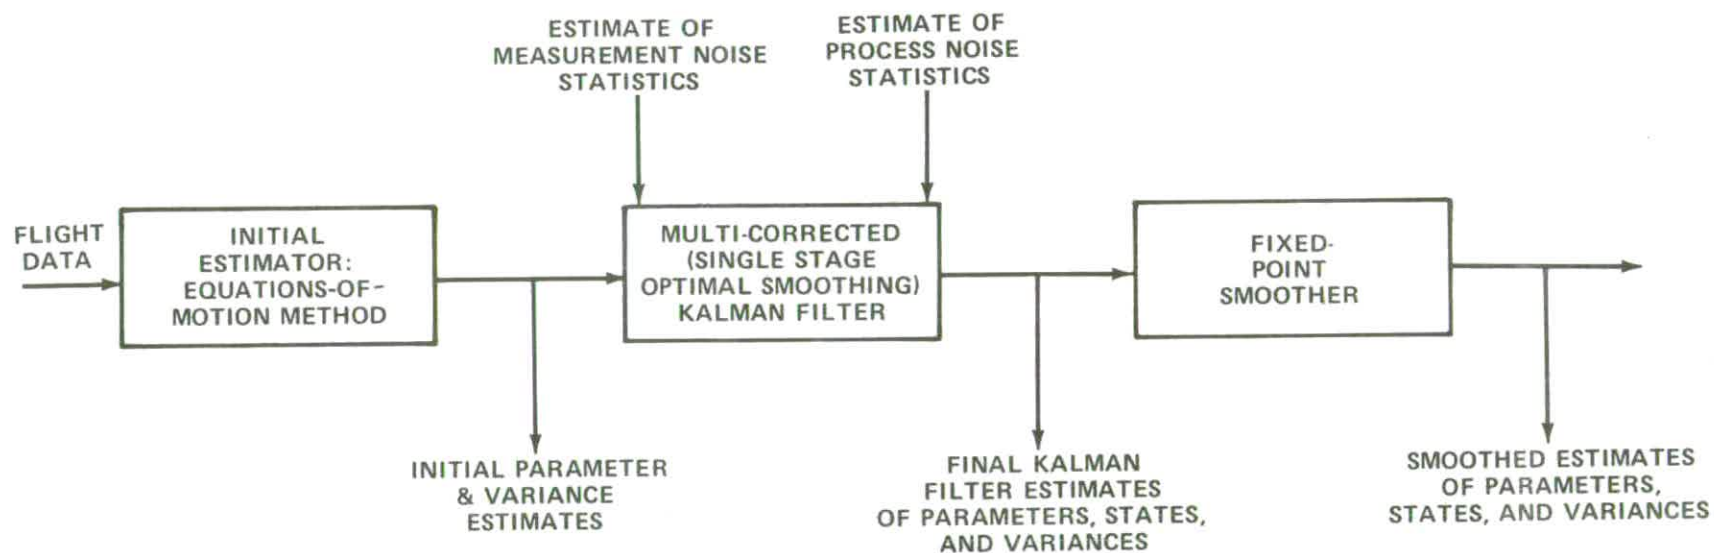 ESTIMATE OF
MEASUREMENT NOISE
STATISTICS
ESTIMATE OF
PROCESS NOISE
STATISTICS
FLIGHT
DATA
INITIAL
ESTIMATOR:
EQUATIONS-OF-
MOTION METHOD
MULTI-CORRECTED
(SINGLE STAGE
OPTIMAL SMOOTHING)
KALMAN FILTER
FIXED-
POINT
SMOOTHER
INITIAL PARAMETER
& VARIANCE
ESTIMATES
FINAL KALMAN
FILTER ESTIMATES
OF PARAMETERS, STATES,
AND VARIANCES
SMOOTHED ESTIMATES
OF PARAMETERS,
STATES, AND VARIANCES